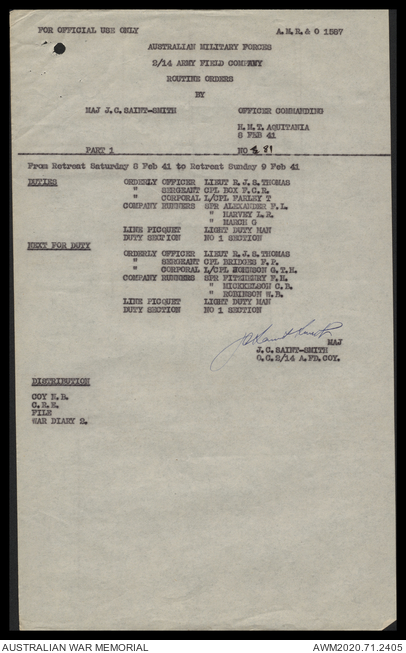 FOR OFFICIAL USE ONLY A.M.R.& O 1587
AUSTRALIAN MILITARY FORCES
2/14 ARMY FIELD COMPANY
ROUTINE ORDERS
BY
MAJ J.C. SAINT-SMITH OFFICER COMMANDING
H.M.T. AQUITANIA
8 FEB 41
PART 1 NO 89
From Retreat Saturday 8 Feb 41 to Retreat Sunday 9 Feb 41
DUTIES ORDERLY OFFICER LIEUT R.J.S. THOMAS
" SERGEANT CPL BOX F.C.R.
" CORPORAL L/CPL FARLEY T
COMPANY RUNNERS SPR ALEXANDER F.L.
" HARVEY L.R.
" MARCH G
LINE PICQUET LIGHT DUTY MAN
DUTY SECTION NO 1 SECTION
NEXT FOR DUTY
ORDERLY OFFICER LIEUT R.J.S. THOMAS
" SERGEANT CPL BRIDGES F.P.
" CORPORAL L/CPL JOHNSON G.T.H.
COMPANY RUNNERS SPR FITZHENRY F.H.
" MICKKELSON C.B.
" ROBINSON W.R.
LINE PICQUET LIGHT DUTY MAN
DUTY SECTION NO 1 SECTION
MAJ
J.C. SAINT-SMITH
O.C. 2/14 A.FD.COY.
DISTRIBUTION
COY N.B.
C.R.E.
FILE
WAR DIARY 2.
AUSTRALIAN WAR MEMORIAL AWM2020.71.2405